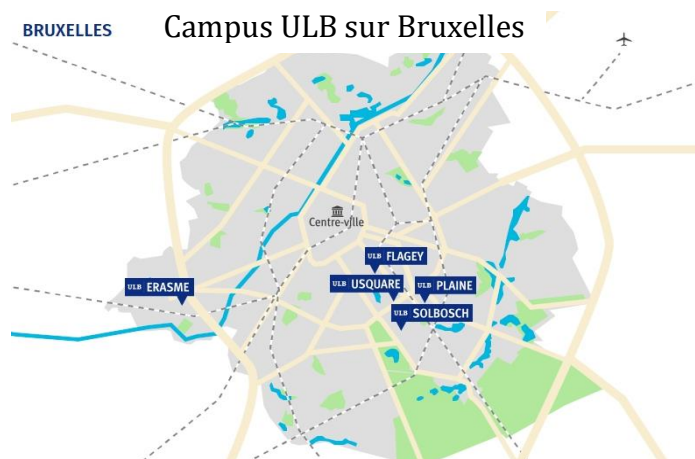 Campus ULB sur Bruxelles
BRUXELLES
Centre-ville
ULB FLAGEY
ULB USQUARE
ULB PLAINE
ULB ERASME
ULB SOLBOSCH